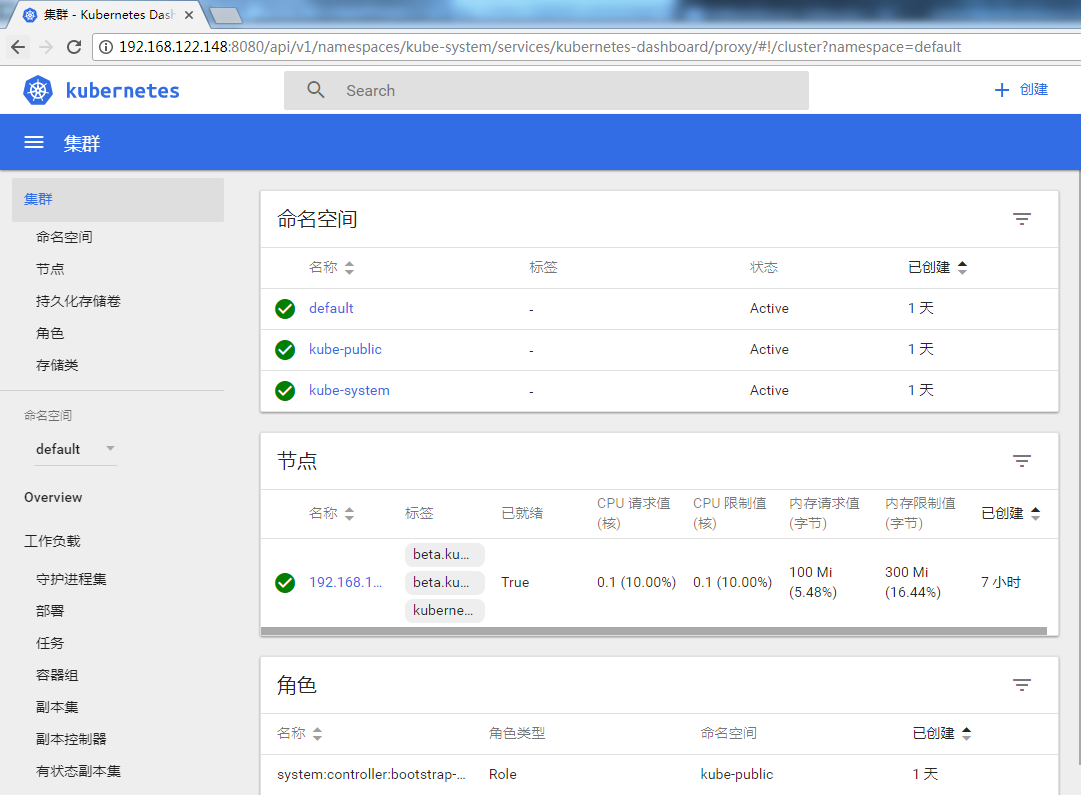 集群 - Kubernetes Dash
192.168.122.148:8080/api/v1/namespaces/kube-system/services/kubernetes-dashboard/proxy/#!/cluster?namespace=default
kubernetes
Search
创建
集群
集群
命名空间
节点
持久化存储卷
角色
存储类
命名空间
default
Overview
工作负载
守护进程集
部署
任务
容器组
副本集
副本控制器
有状态副本集
命名空间
名称 标签 状态 已创建
default - Active 1 天
kube-public - Active 1 天
kube-system - Active 1 天
节点
名称 标签 已就绪 CPU 请求值 (核) CPU 限制值 (核) 内存请求值 (字节) 内存限制值 (字节) 已创建
192.168.1... beta.ku... beta.ku... kuberne... True 0.1 (10.00%) 0.1 (10.00%) 100 Mi (5.48%) 300 Mi (16.44%) 7 小时
角色
名称 角色类型 命名空间 已创建
system:controller:bootstrap-... Role kube-public 1 天